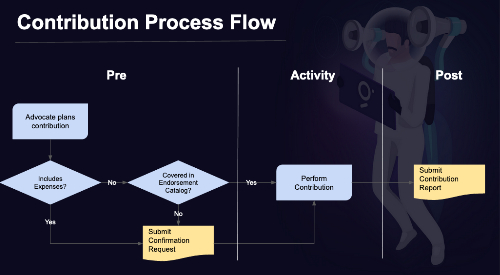 Contribution Process Flow
Pre
Activity
Post
Advocate plans
contribution
Includes
Expenses?
No
Covered in
Endorsement
Catalog?
Yes
Perform
Contribution
Submit
Contribution
Report
Yes
No
Submit
Confirmation
Request